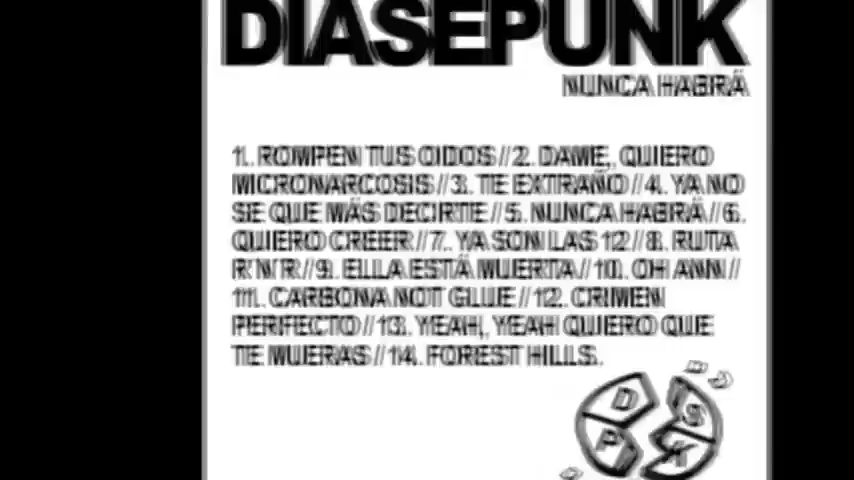 DIASEPUNK
NUNCA HABRÁ
1. ROMPEN TUS OIDOS // 2. DAME, QUIERO
MICRONARCOSIS // 3. TE EXTRAÑO // 4. YA NO
SE QUE MÁS DECIRTE // 5. NUNCA HABRÁ // 6.
QUIERO CREER // 7. YA SON LAS 12 // 8. RUTA
R'N'R // 9. ELLA ESTÁ MUERTA // 10. OH ANN //
11. CARBONA NOT GLUE // 12. CRIMEN
PERFECTO // 13. YEAH, YEAH QUIERO QUE
TE MUERAS // 14. FOREST HILLS.
D S
P K